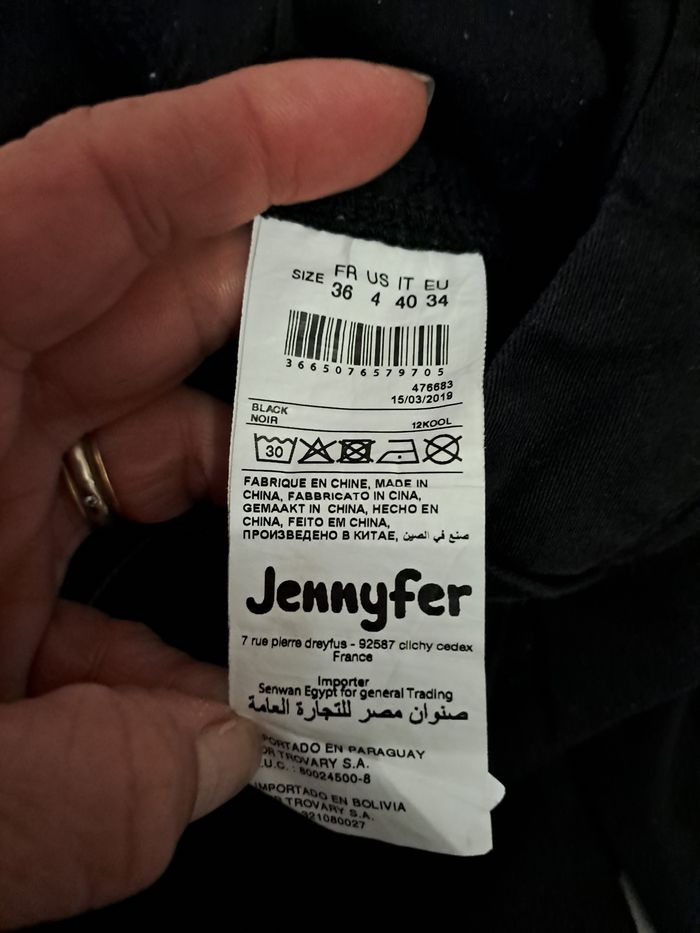 SIZE FR US IT EU
36 4 40 34
3665076579705
476683
15/03/2019
BLACK
NOIR 12KOOL
30
FABRIQUE EN CHINE, MADE IN
CHINA, FABBRICATO IN CINA,
GEMAAKT IN CHINA, HECHO EN
CHINA, FEITO EM CHINA,
ПРОИЗВЕДЕНО В КИТАЕ, صنع في الصين
Jennyfer
7 rue pierre dreyfus - 92587 clichy cedex
France
Importer
Senwan Egypt for general Trading
صنوان مصر للتجارة العامة
PORTADO EN PARAGUAY
OR TROVARY S.A.
.U.C. : 80024500-8
IMPORTADO EN BOLIVIA
TROVARY S.A.
321080027